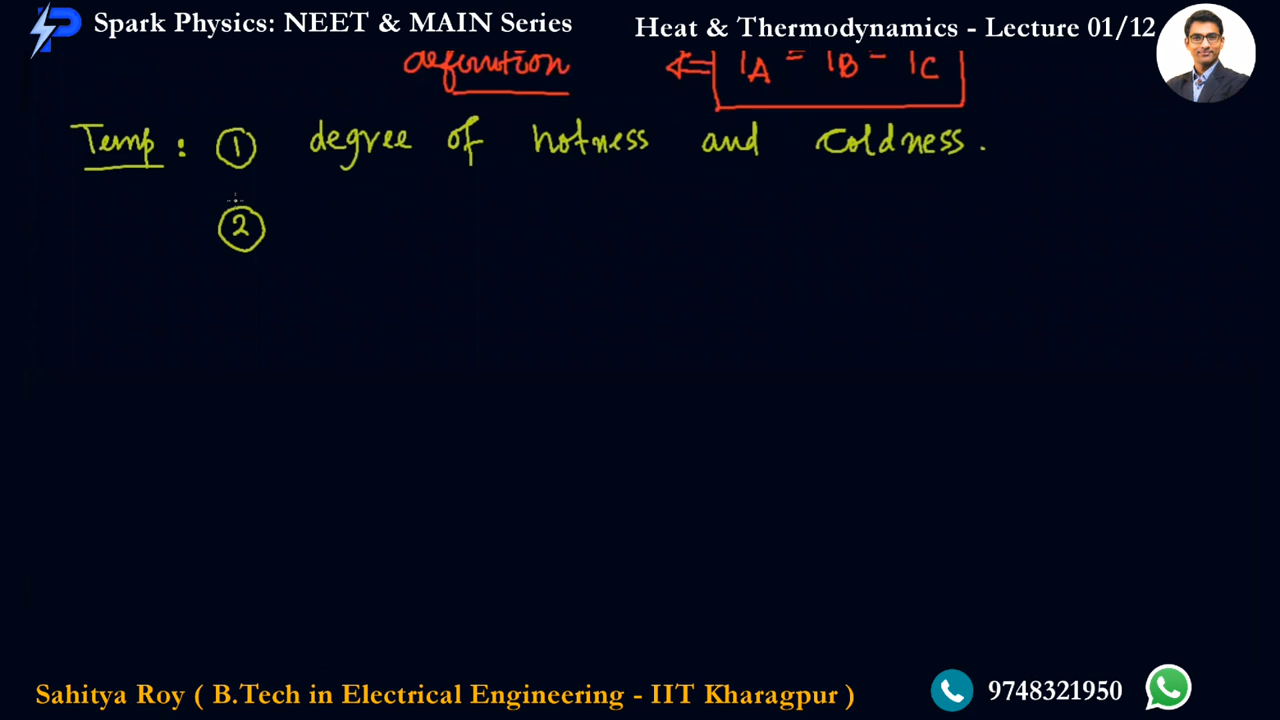 Spark Physics: NEET & MAIN Series
Heat & Thermodynamics - Lecture 01/12
definition ⇐ TA = TB = TC
Temp : ① degree of hotness and coldness.
②
Sahitya Roy ( B.Tech in Electrical Engineering - IIT Kharagpur )
9748321950